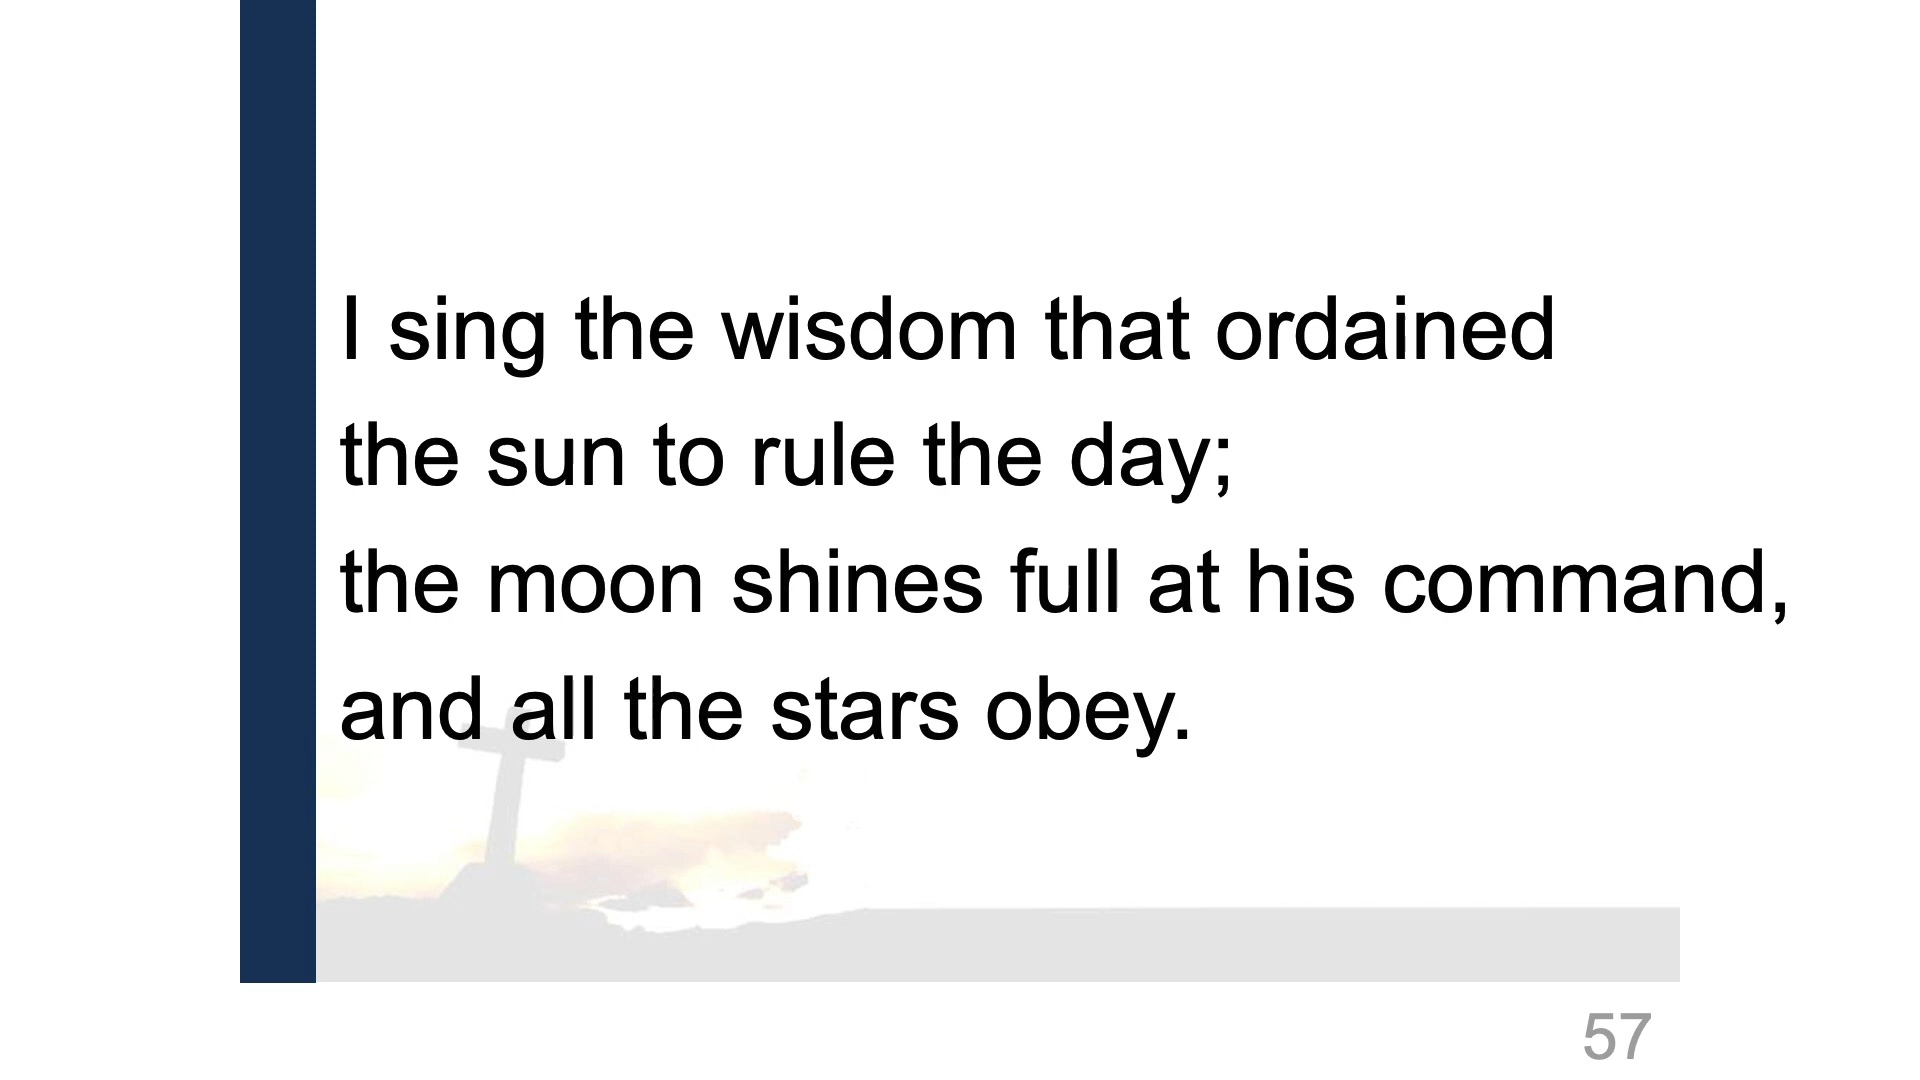 I sing the wisdom that ordained
the sun to rule the day;
the moon shines full at his command,
and all the stars obey.
57